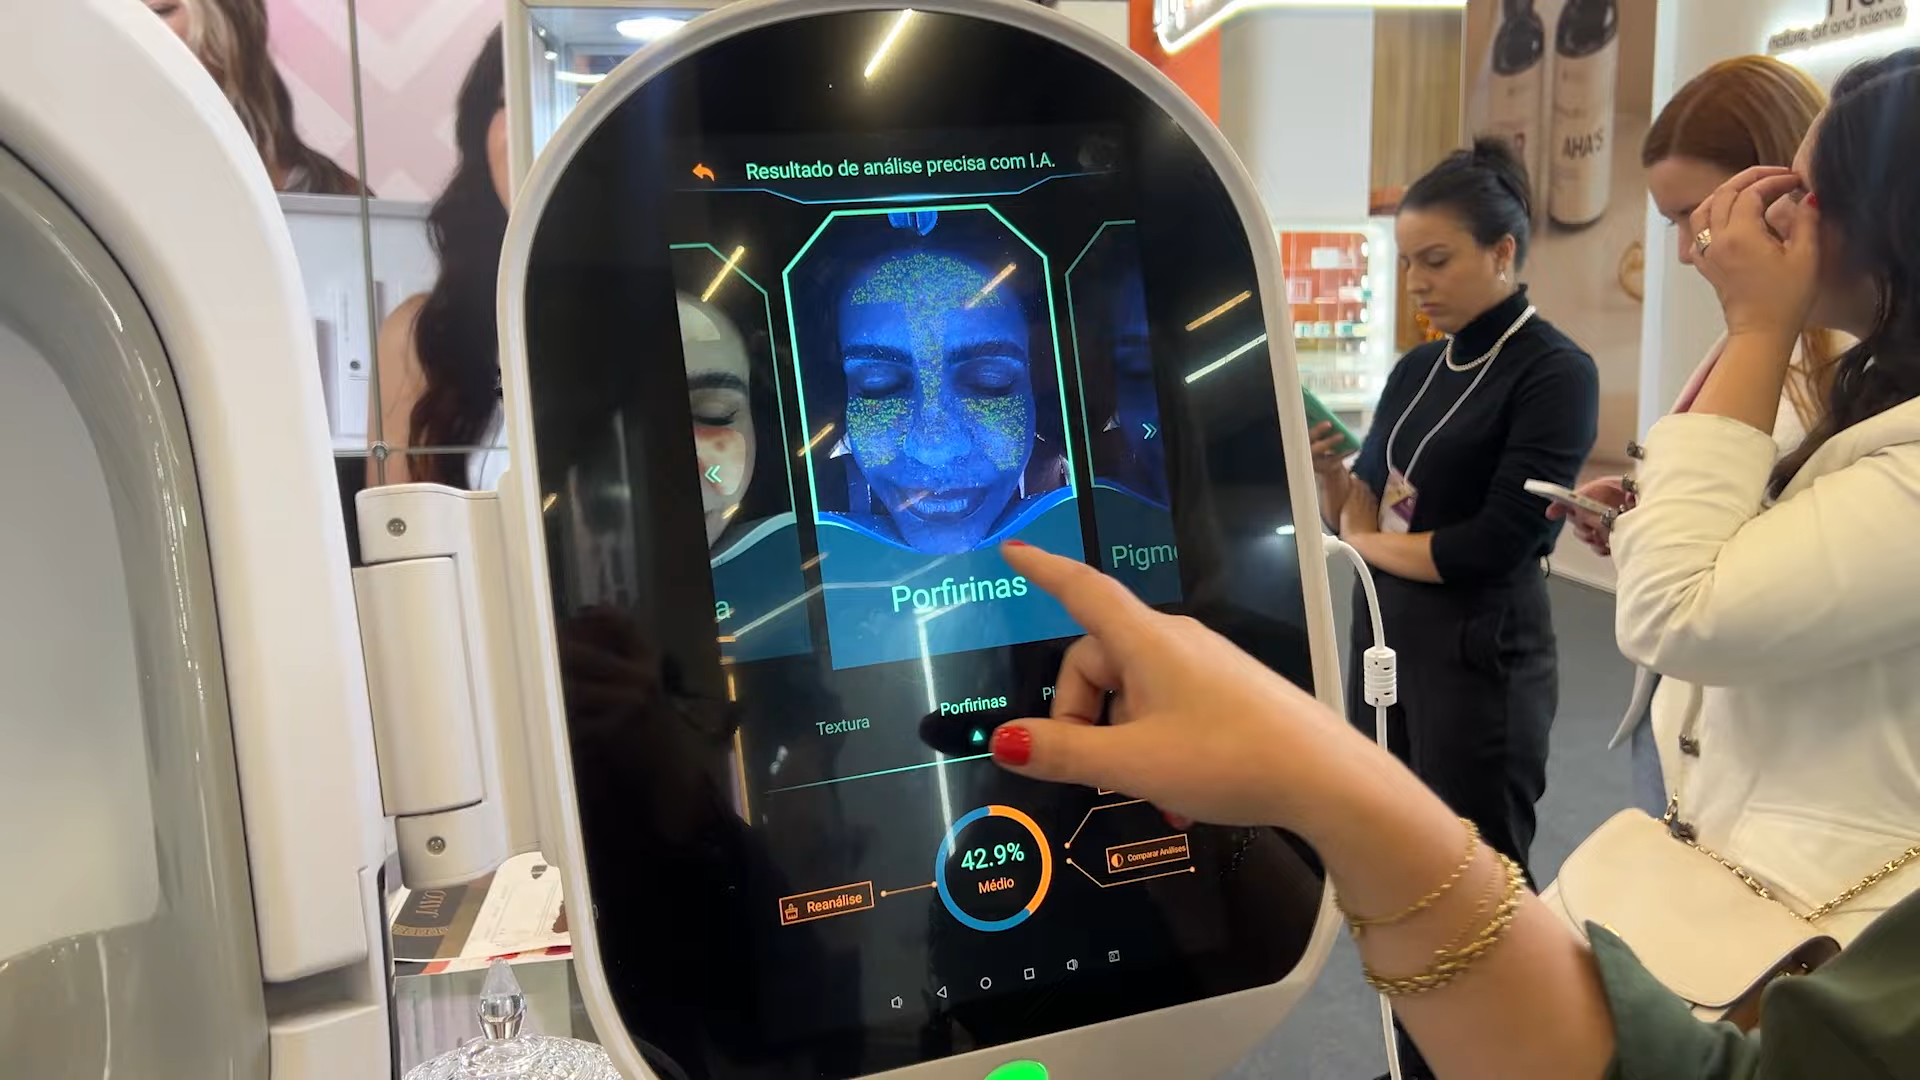 nature, art and science
AHA'S
Resultado de análise precisa com I.A.
«
»
a
Porfirinas
Pigm
Textura
Porfirinas
Pi
42.9%
Médio
Reanálise
Comparar Análises